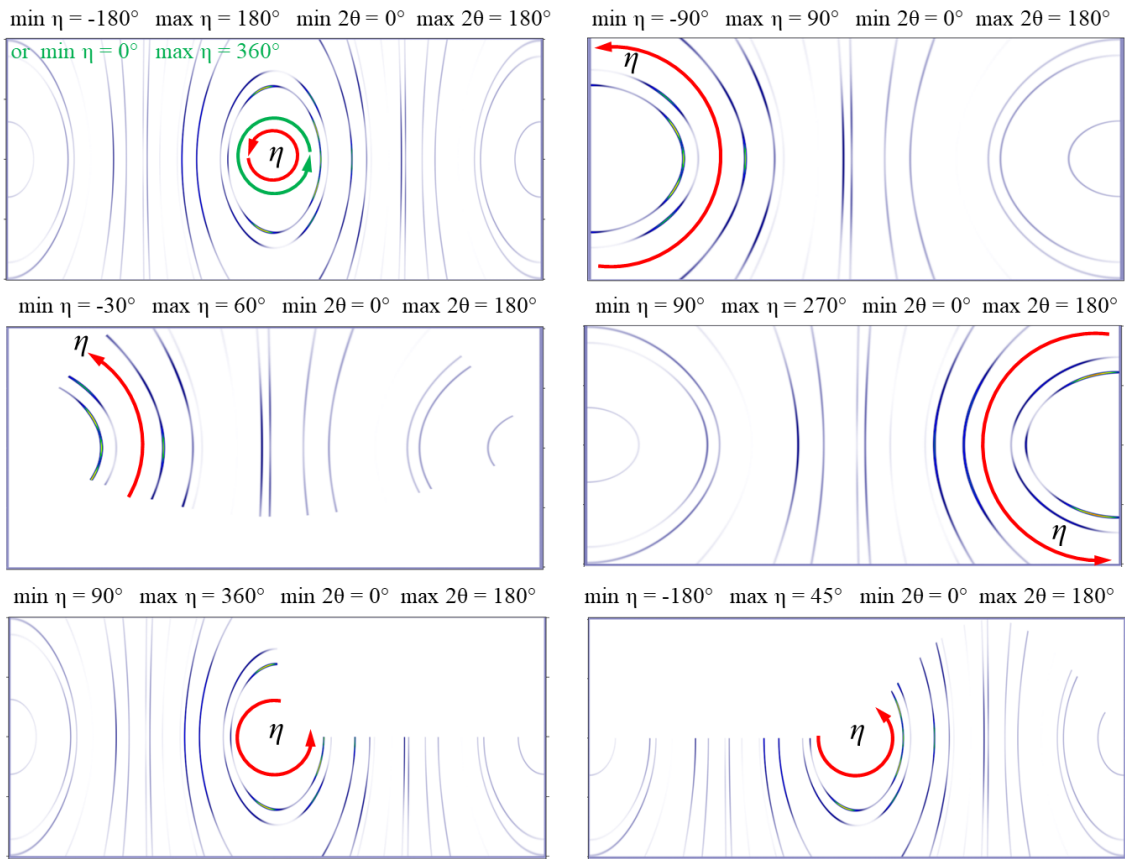 min η = -180° max η = 180° min 2θ = 0° max 2θ = 180°
or min η = 0° max η = 360°
η
min η = -90° max η = 90° min 2θ = 0° max 2θ = 180°
η
min η = -30° max η = 60° min 2θ = 0° max 2θ = 180°
η
min η = 90° max η = 270° min 2θ = 0° max 2θ = 180°
η
min η = 90° max η = 360° min 2θ = 0° max 2θ = 180°
η
min η = -180° max η = 45° min 2θ = 0° max 2θ = 180°
η